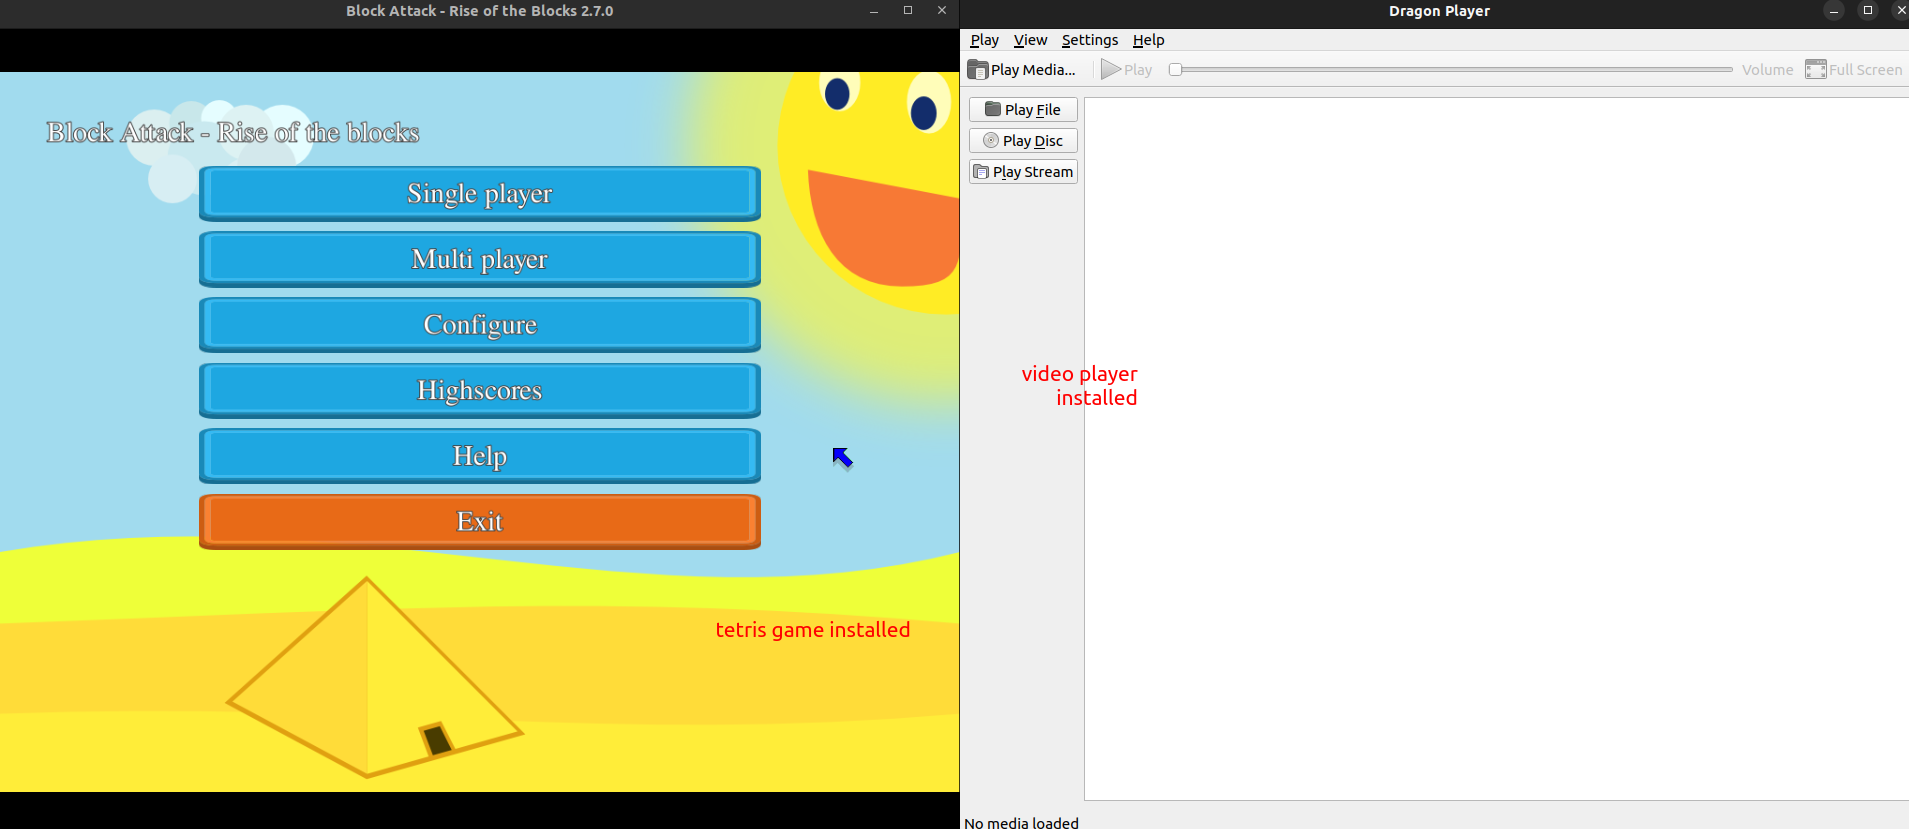 Block Attack - Rise of the Blocks 2.7.0
Block Attack - Rise of the blocks
Single player
Multi player
Configure
Highscores
Help
Exit
tetris game installed
Dragon Player
Play View Settings Help
Play Media... Play Volume Full Screen
Play File
Play Disc
Play Stream
video player
installed
No media loaded